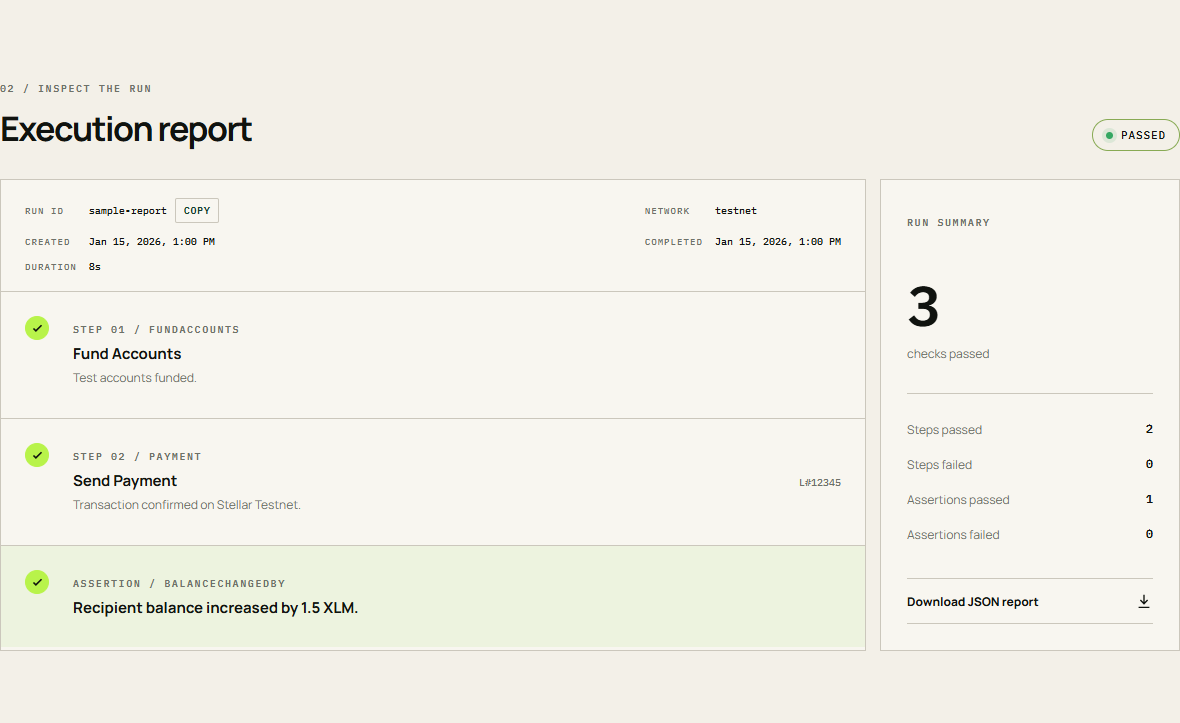 02 / INSPECT THE RUN
Execution report
PASSED
RUN ID sample-report COPY
NETWORK testnet
CREATED Jan 15, 2026, 1:00 PM
COMPLETED Jan 15, 2026, 1:00 PM
DURATION 8s
STEP 01 / FUNDACCOUNTS
Fund Accounts
Test accounts funded.
STEP 02 / PAYMENT
Send Payment
Transaction confirmed on Stellar Testnet.
L#12345
ASSERTION / BALANCECHANGEDBY
Recipient balance increased by 1.5 XLM.
RUN SUMMARY
3
checks passed
Steps passed 2
Steps failed 0
Assertions passed 1
Assertions failed 0
Download JSON report